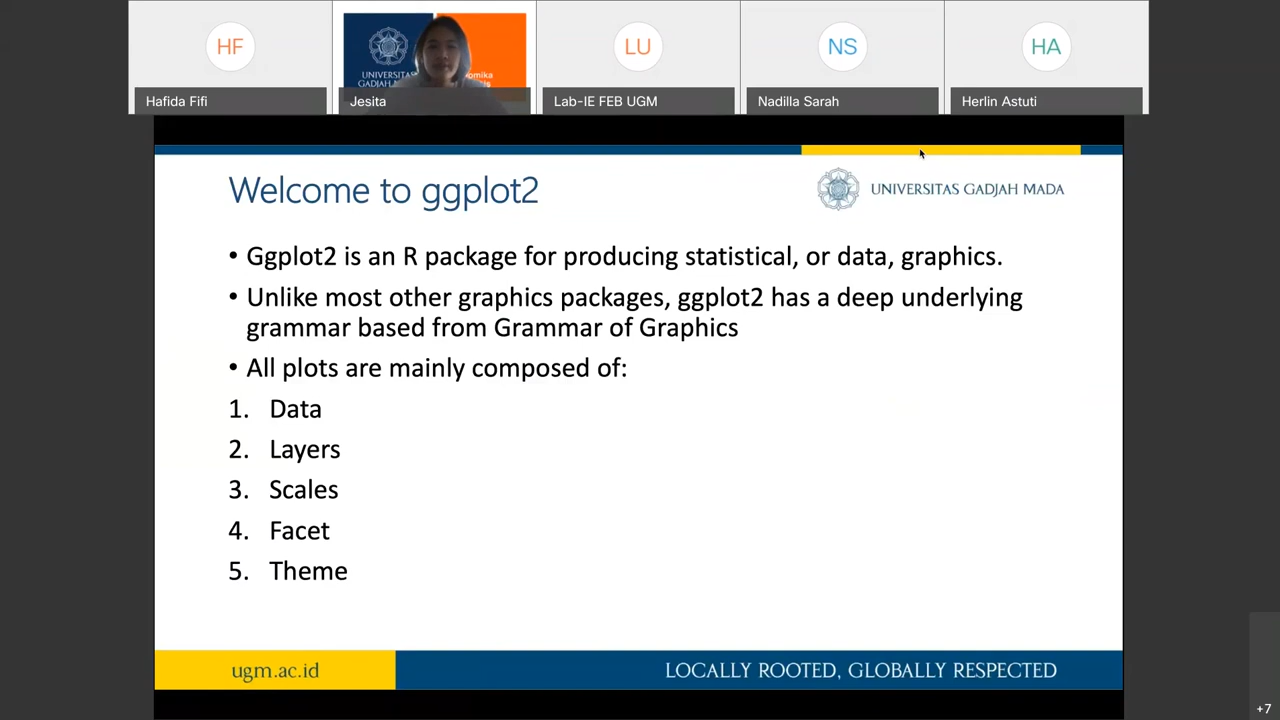 HF
UNIVERSITAS
GADJAH MADA
LU
NS
HA
Hafida Fifi
Jesita
Lab-IE FEB UGM
Nadilla Sarah
Herlin Astuti
Welcome to ggplot2
UNIVERSITAS GADJAH MADA
• Ggplot2 is an R package for producing statistical, or data, graphics.
• Unlike most other graphics packages, ggplot2 has a deep underlying
grammar based from Grammar of Graphics
• All plots are mainly composed of:
1. Data
2. Layers
3. Scales
4. Facet
5. Theme
ugm.ac.id
LOCALLY ROOTED, GLOBALLY RESPECTED
+7